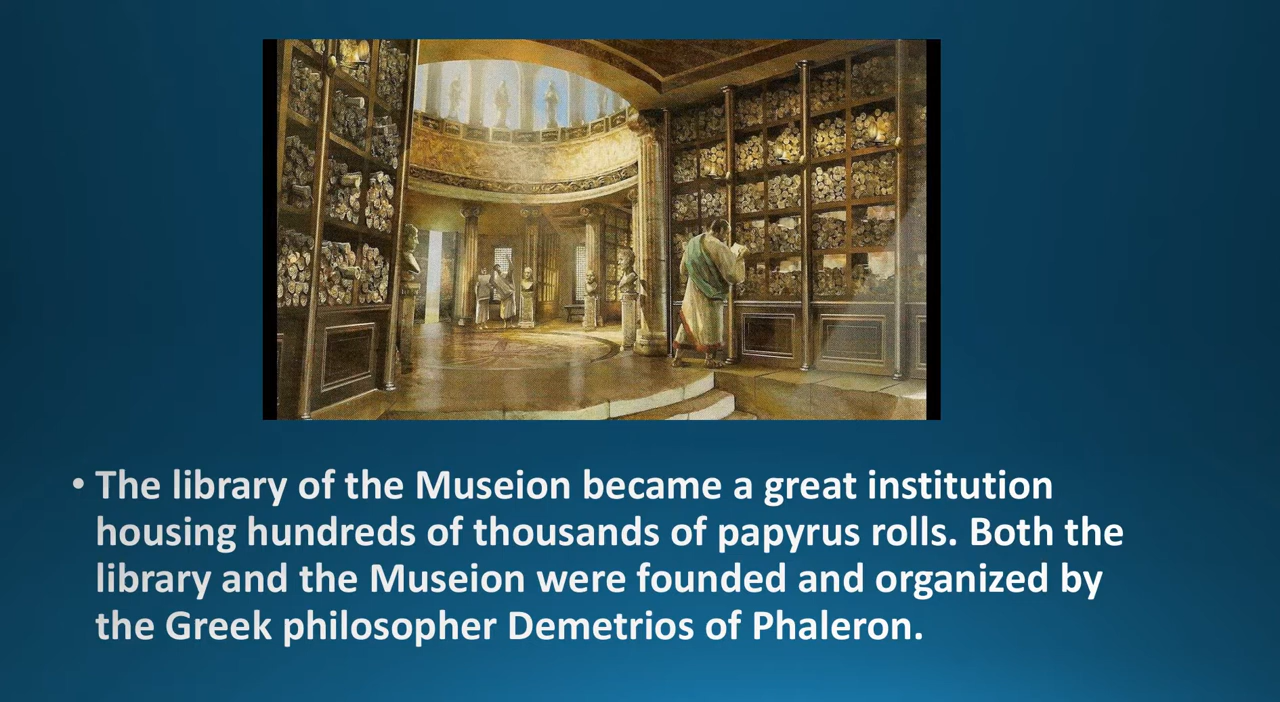 • The library of the Museion became a great institution
housing hundreds of thousands of papyrus rolls. Both the
library and the Museion were founded and organized by
the Greek philosopher Demetrios of Phaleron.